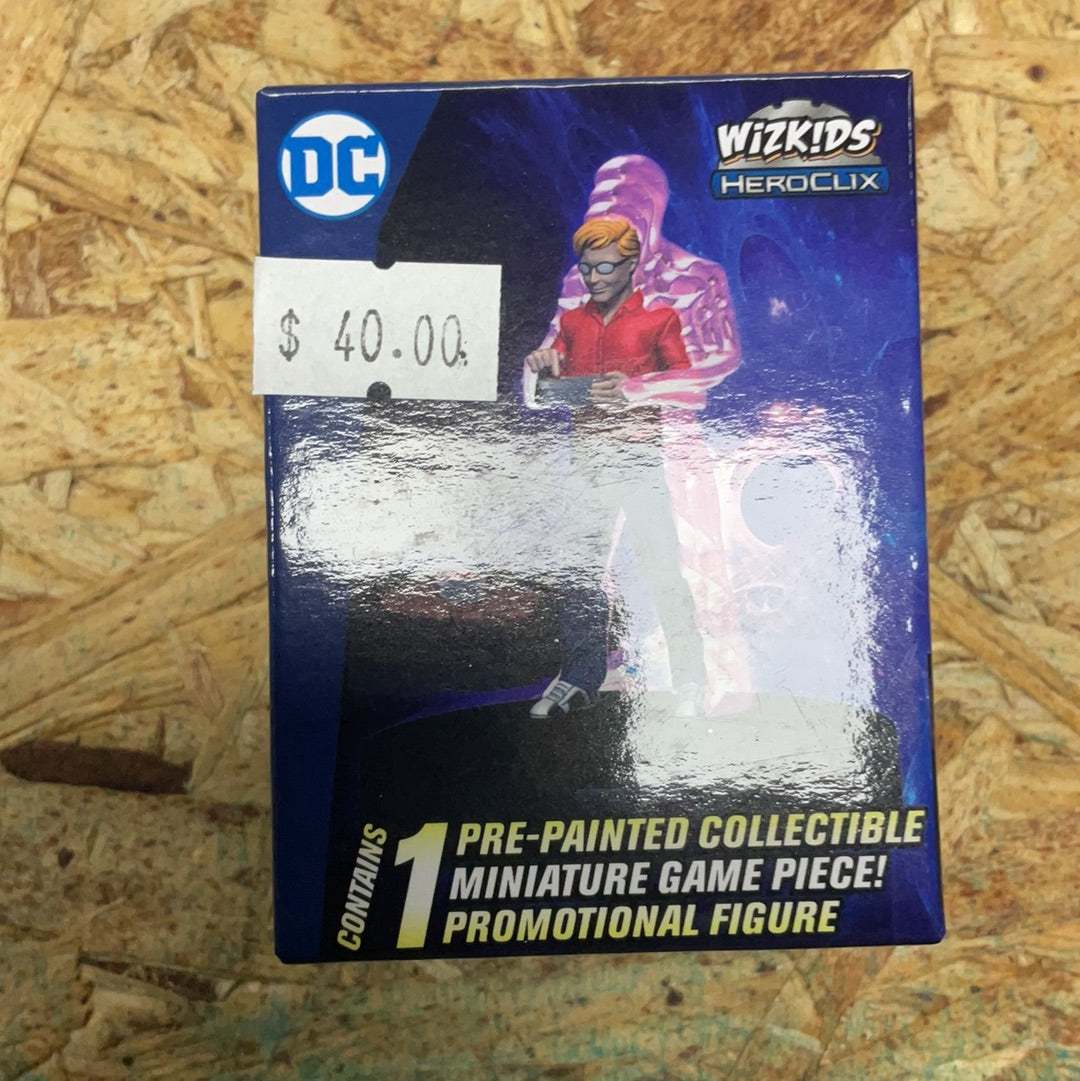 DC
WIZK!DS
HEROCLIX
$ 40.00
CONTAINS
1
PRE-PAINTED COLLECTIBLE
MINIATURE GAME PIECE!
PROMOTIONAL FIGURE